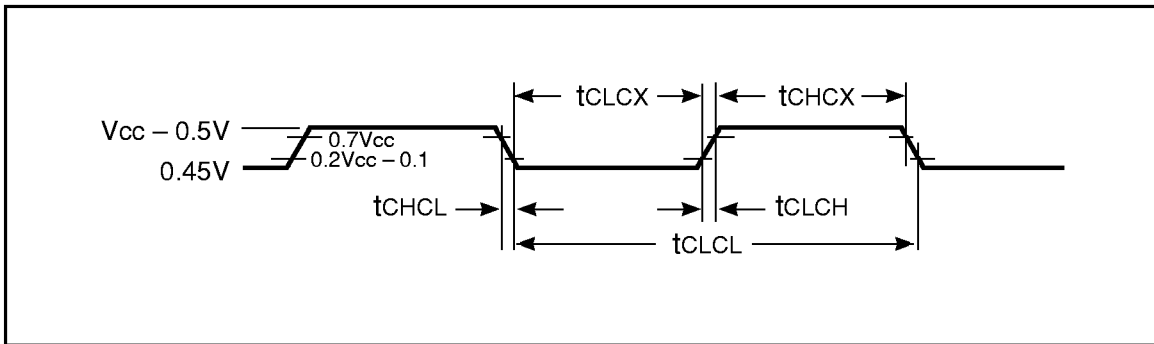 tCLCX
tCHCX
Vcc – 0.5V
0.7Vcc
0.2Vcc – 0.1
0.45V
tCHCL
tCLCH
tCLCL